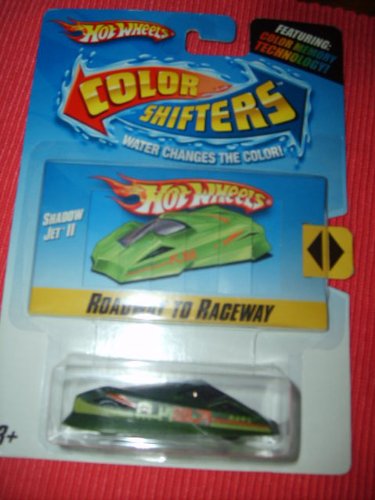 Hot Wheels
FEATURING:
COLOR MEMORY
TECHNOLOGY!
COLOR
SHIFTERS
WATER CHANGES THE COLOR!
Hot Wheels
SHADOW
JET II
ROADWAY TO RACEWAY
3+